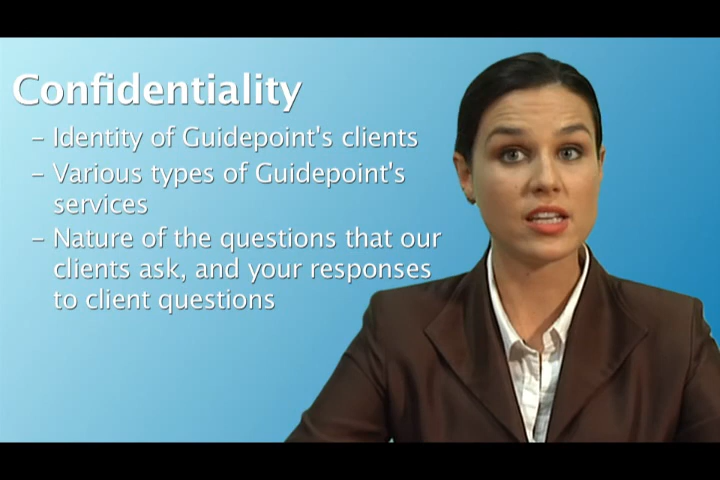 Confidentiality
– Identity of Guidepoint's clients
– Various types of Guidepoint's
services
– Nature of the questions that our
clients ask, and your responses
to client questions